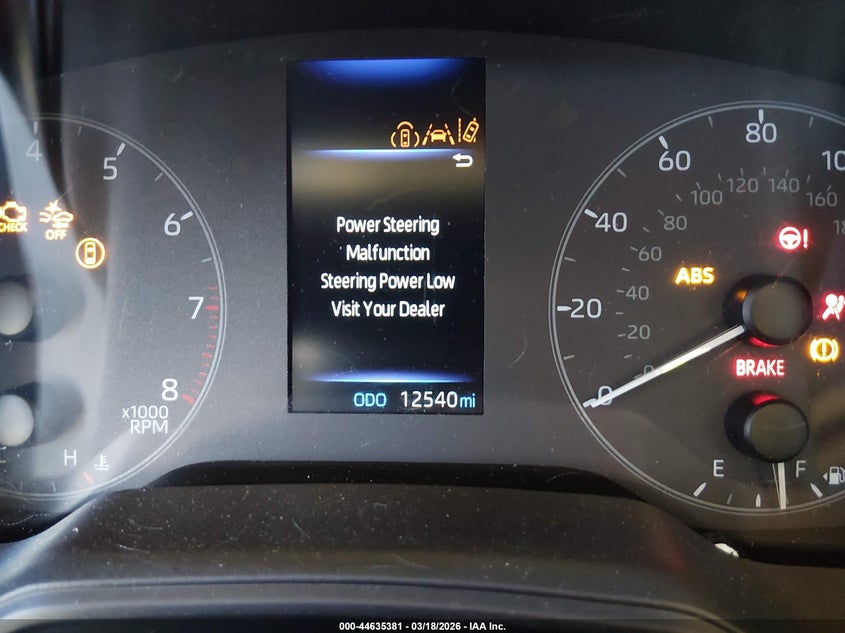 4
5
6
7
8
x1000
RPM
CHECK
OFF
H
Power Steering
Malfunction
Steering Power Low
Visit Your Dealer
ODO 12540 mi
0
20
40
60
80
0
20
40
60
80
100
120
140
160
ABS
BRAKE
E
F
000-44635381 - 03/18/2026 - IAA Inc.